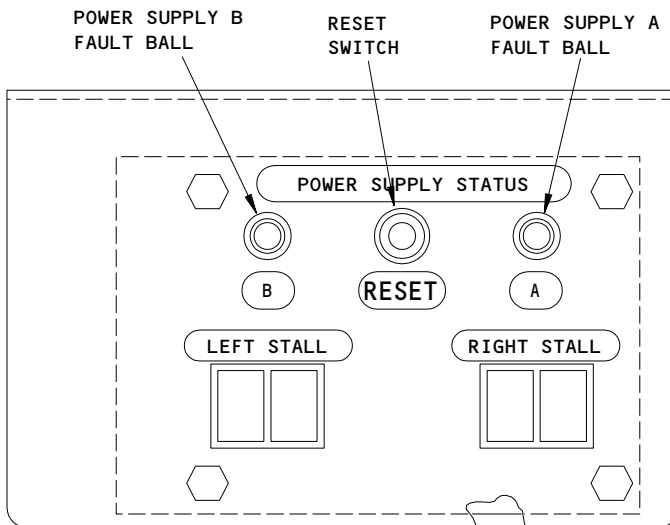 POWER SUPPLY B
FAULT BALL
RESET
SWITCH
POWER SUPPLY A
FAULT BALL
POWER SUPPLY STATUS
B
RESET
A
LEFT STALL
RIGHT STALL